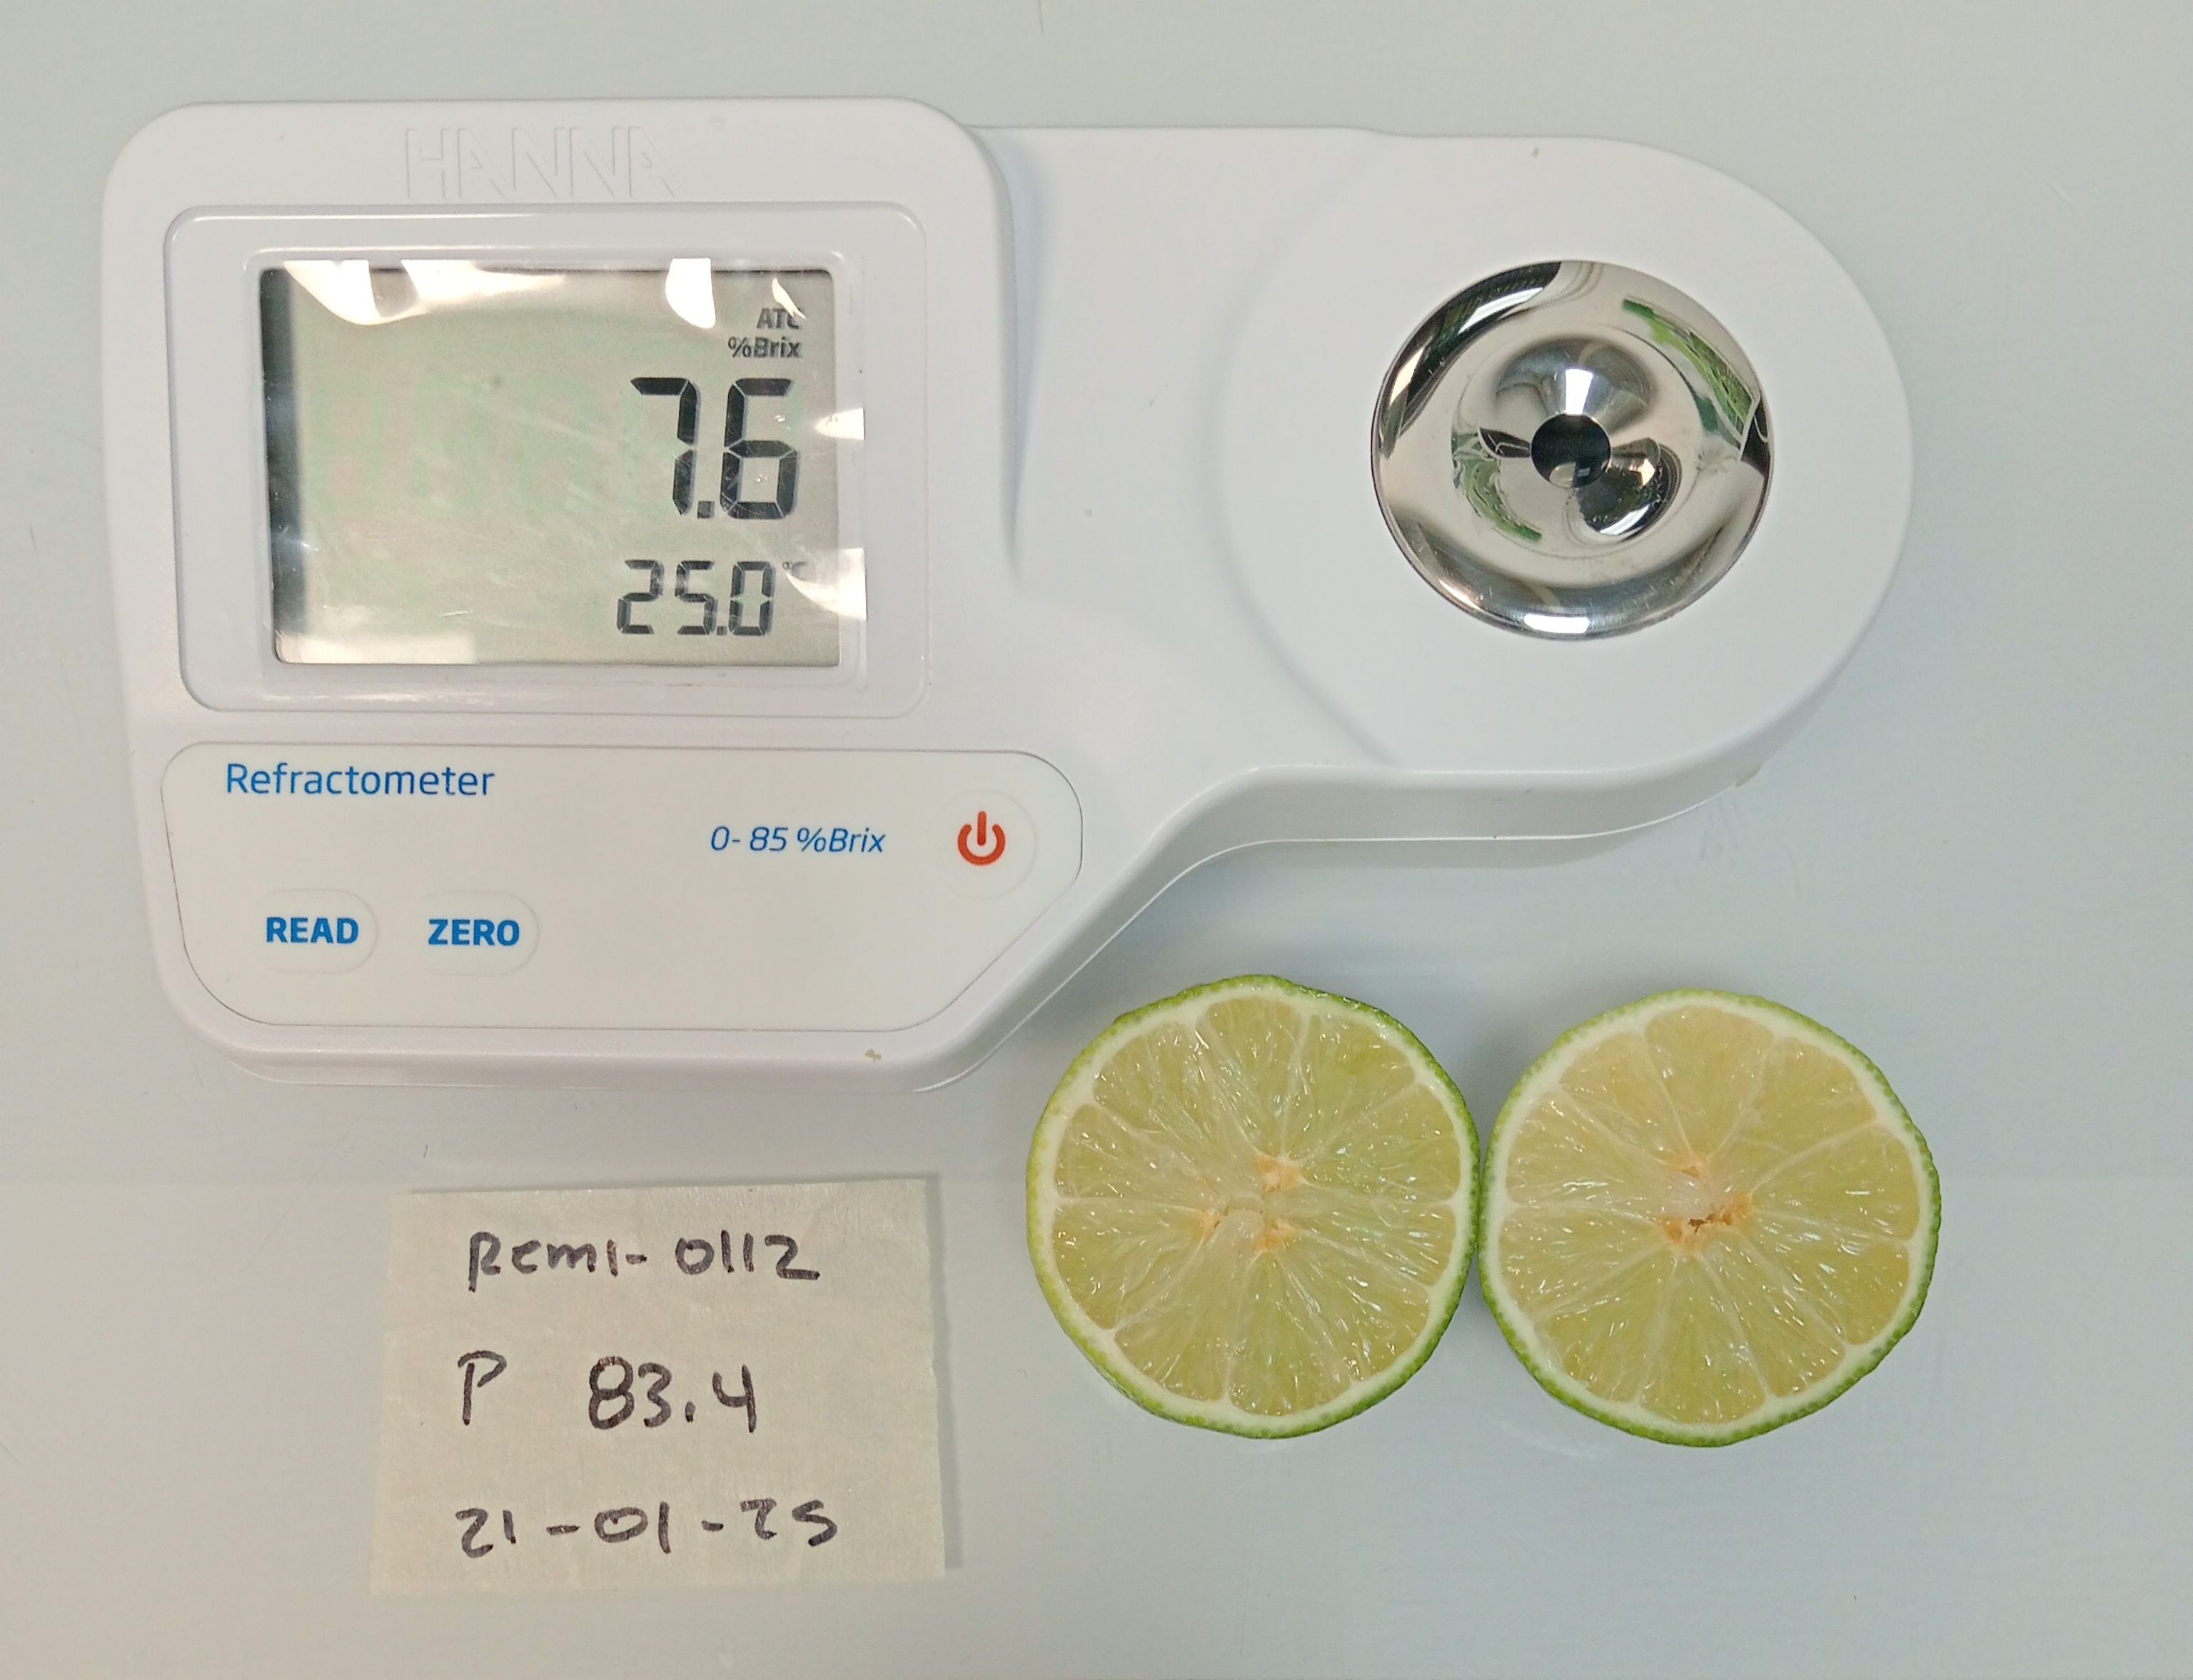 HANNA
ATC
%Brix
7.6
25.0 °C
Refractometer
0-85 %Brix
READ ZERO
REMI-0112
P 83.4
21-01-25